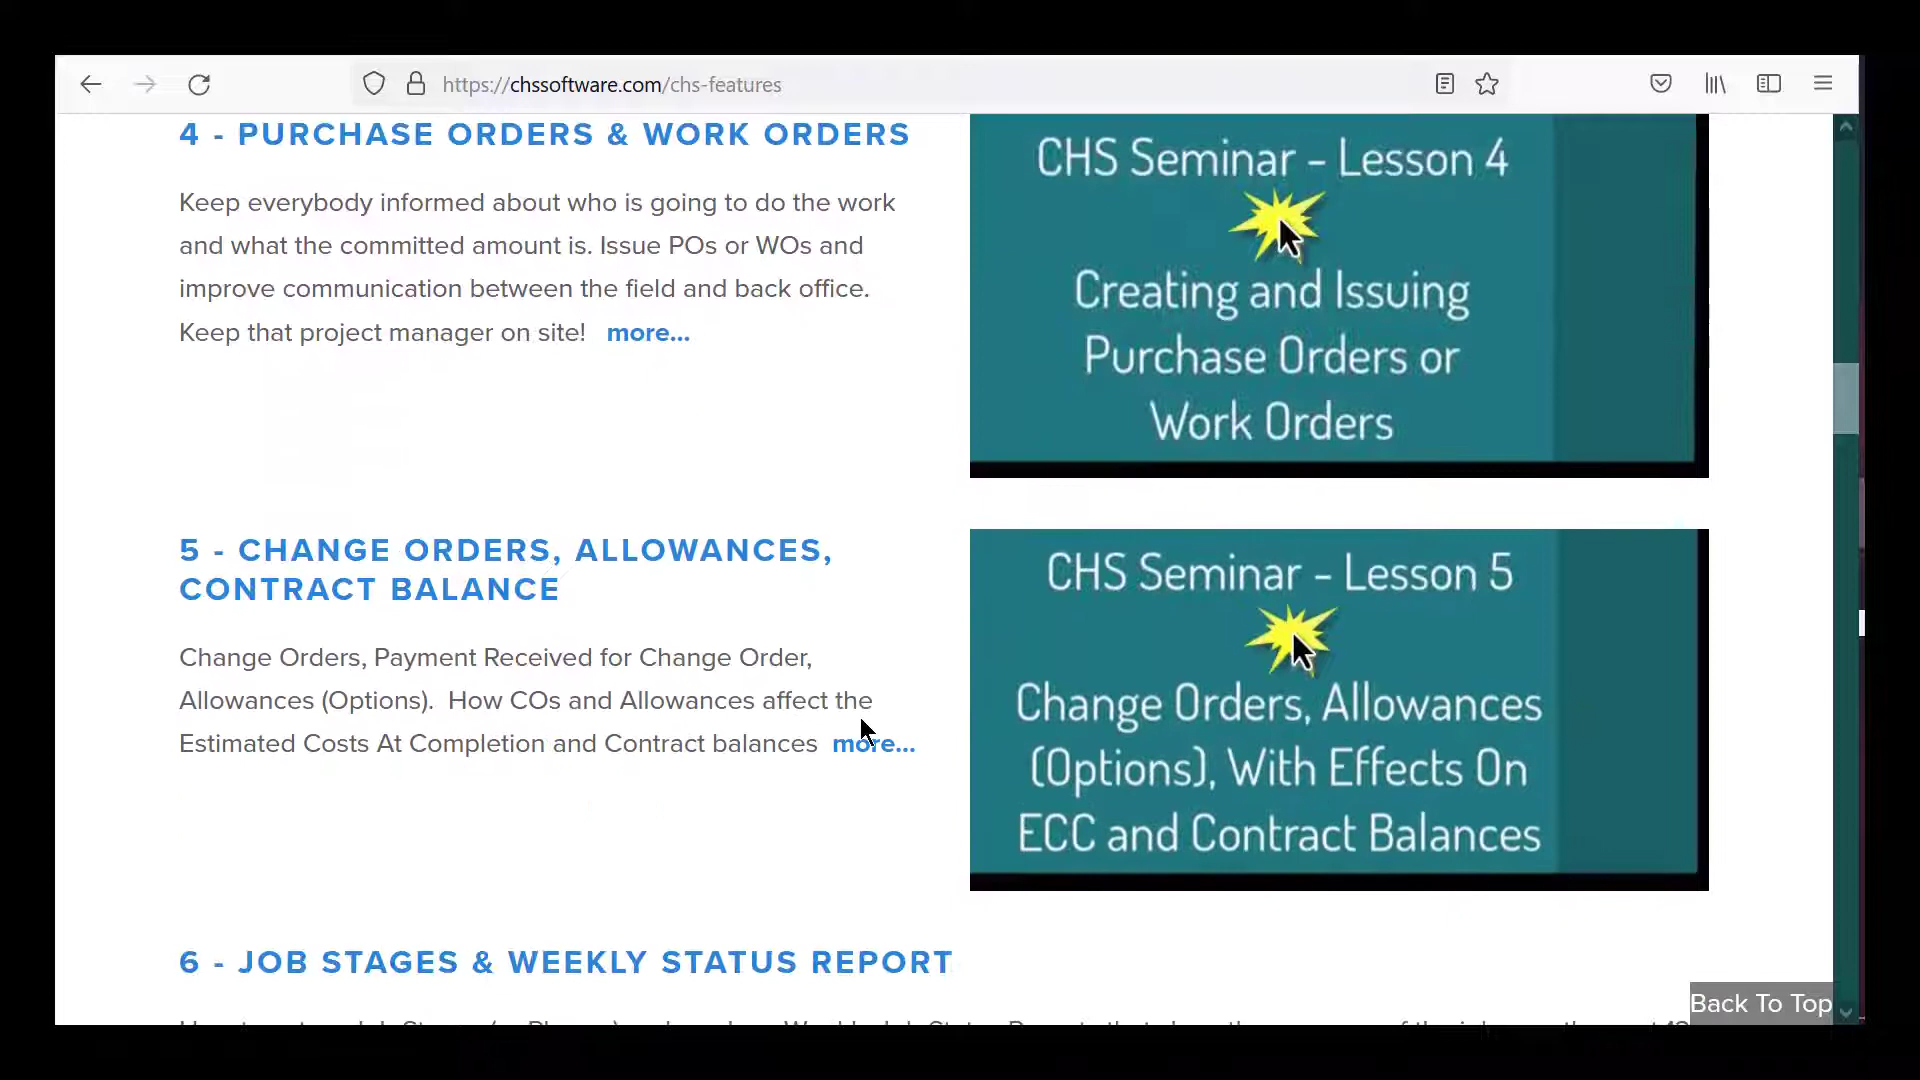 https://chssoftware.com/chs-features
4 - PURCHASE ORDERS & WORK ORDERS
Keep everybody informed about who is going to do the work
and what the committed amount is. Issue POs or WOs and
improve communication between the field and back office.
Keep that project manager on site! more...
CHS Seminar - Lesson 4
Creating and Issuing
Purchase Orders or
Work Orders
5 - CHANGE ORDERS, ALLOWANCES,
CONTRACT BALANCE
Change Orders, Payment Received for Change Order,
Allowances (Options). How COs and Allowances affect the
Estimated Costs At Completion and Contract balances more...
CHS Seminar - Lesson 5
Change Orders, Allowances
(Options), With Effects On
ECC and Contract Balances
6 - JOB STAGES & WEEKLY STATUS REPORT
Back To Top